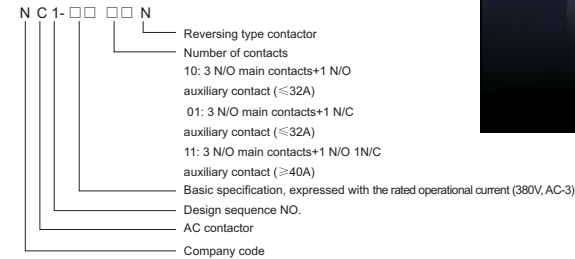 N C 1- □□ □□ N
Reversing type contactor
Number of contacts
10: 3 N/O main contacts+1 N/O
auxiliary contact (≤32A)
01: 3 N/O main contacts+1 N/C
auxiliary contact (≤32A)
11: 3 N/O main contacts+1 N/O 1N/C
auxiliary contact (≥40A)
Basic specification, expressed with the rated operational current (380V, AC-3)
Design sequence NO.
AC contactor
Company code